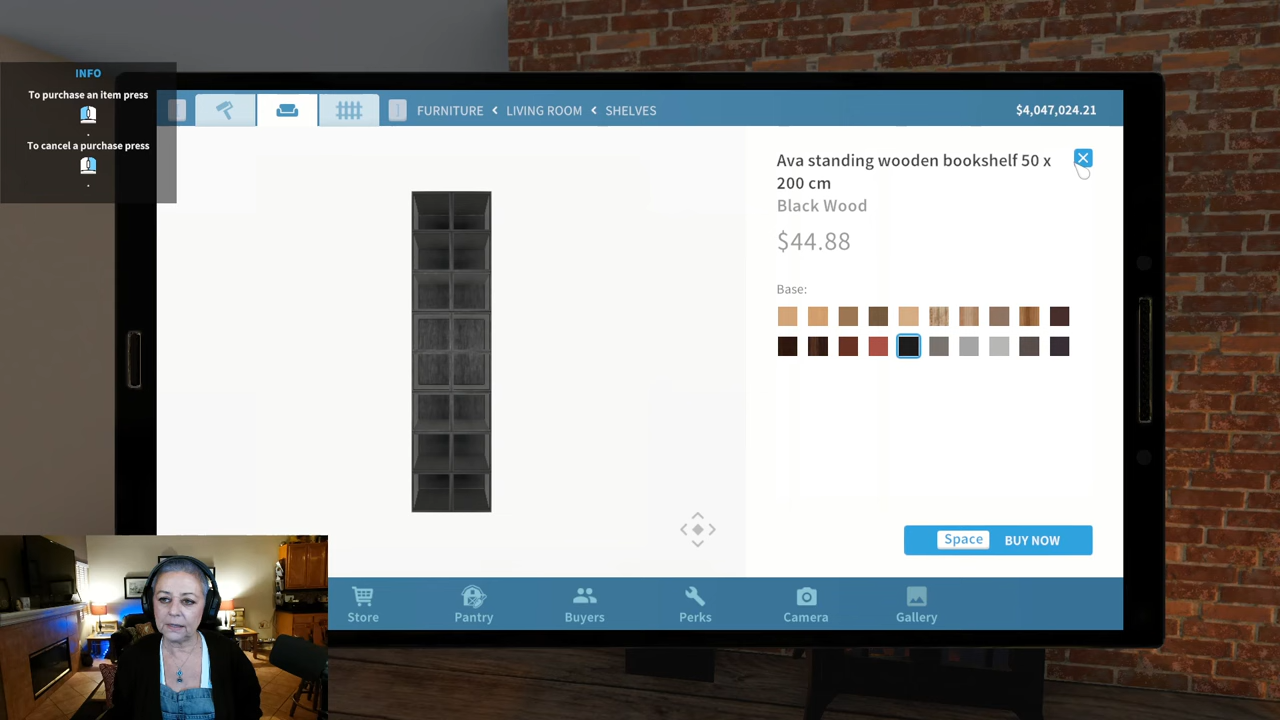 INFO
To purchase an item press
.
To cancel a purchase press
.
FURNITURE < LIVING ROOM < SHELVES
$4,047,024.21
Ava standing wooden bookshelf 50 x
200 cm
Black Wood
$44.88
Base:
Space BUY NOW
Store
Pantry
Buyers
Perks
Camera
Gallery